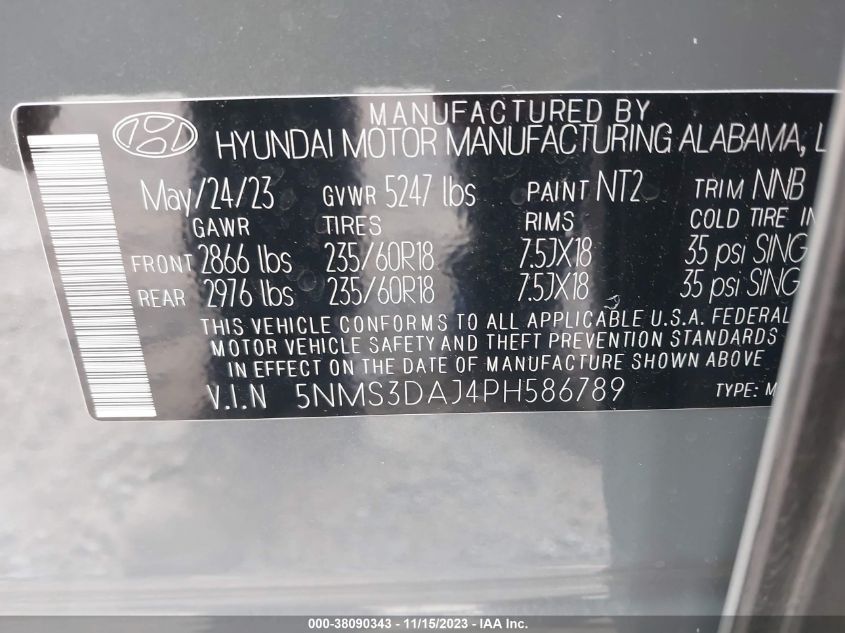 MANUFACTURED BY
HYUNDAI MOTOR MANUFACTURING ALABAMA, L
May/24/23 GVWR 5247 lbs PAINT NT2 TRIM NNB
GAWR TIRES RIMS COLD TIRE IN
FRONT 2866 lbs 235/60R18 7.5JX18 35 psi SING
REAR 2976 lbs 235/60R18 7.5JX18 35 psi SING
THIS VEHICLE CONFORMS TO ALL APPLICABLE U.S.A. FEDERAL
MOTOR VEHICLE SAFETY AND THEFT PREVENTION STANDARDS
IN EFFECT ON THE DATE OF MANUFACTURE SHOWN ABOVE
V.I.N 5NMS3DAJ4PH586789 TYPE: M
000-38090343 - 11/15/2023 - IAA Inc.